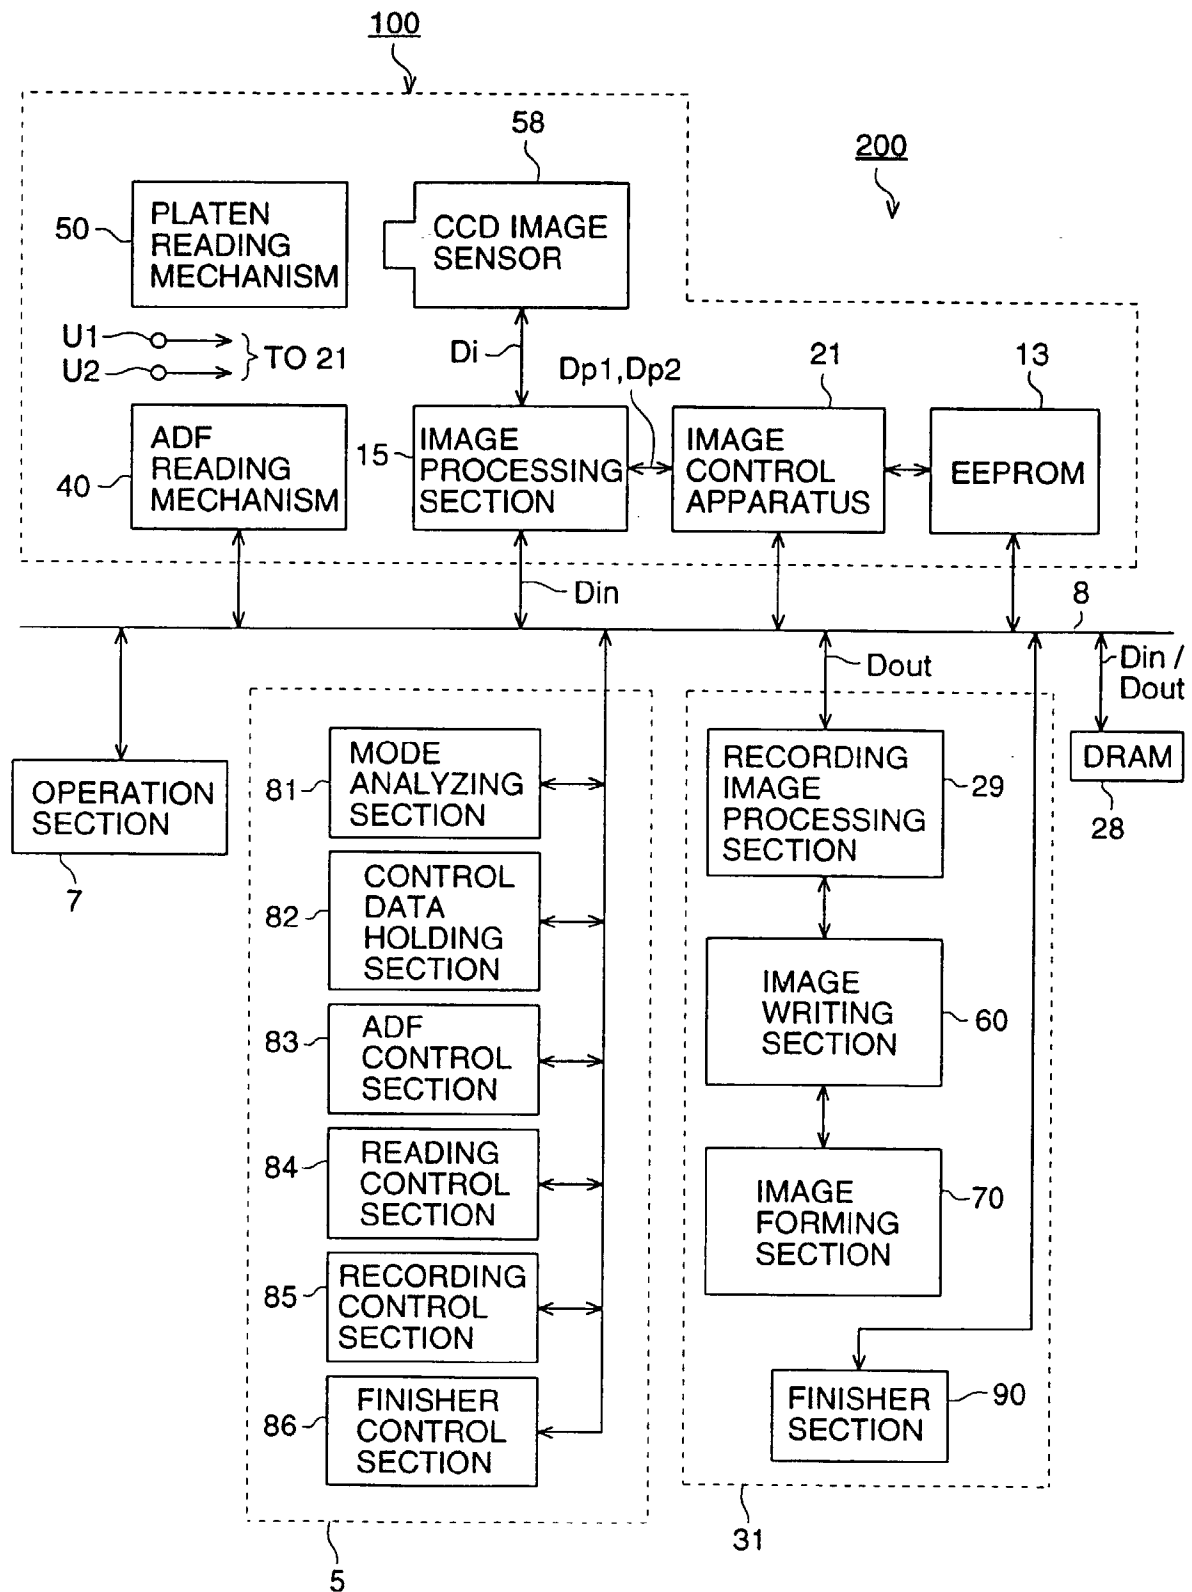 100
200
58
50
PLATEN
READING
MECHANISM
CCD IMAGE
SENSOR
U1
U2
TO 21
Di
Dp1,Dp2
21
13
40
ADF
READING
MECHANISM
15
IMAGE
PROCESSING
SECTION
IMAGE
CONTROL
APPARATUS
EEPROM
Din
8
Dout
Din /
Dout
OPERATION
SECTION
7
81
MODE
ANALYZING
SECTION
82
CONTROL
DATA
HOLDING
SECTION
83
ADF
CONTROL
SECTION
84
READING
CONTROL
SECTION
85
RECORDING
CONTROL
SECTION
86
FINISHER
CONTROL
SECTION
5
RECORDING
IMAGE
PROCESSING
SECTION
29
DRAM
28
IMAGE
WRITING
SECTION
60
IMAGE
FORMING
SECTION
70
FINISHER
SECTION
90
31